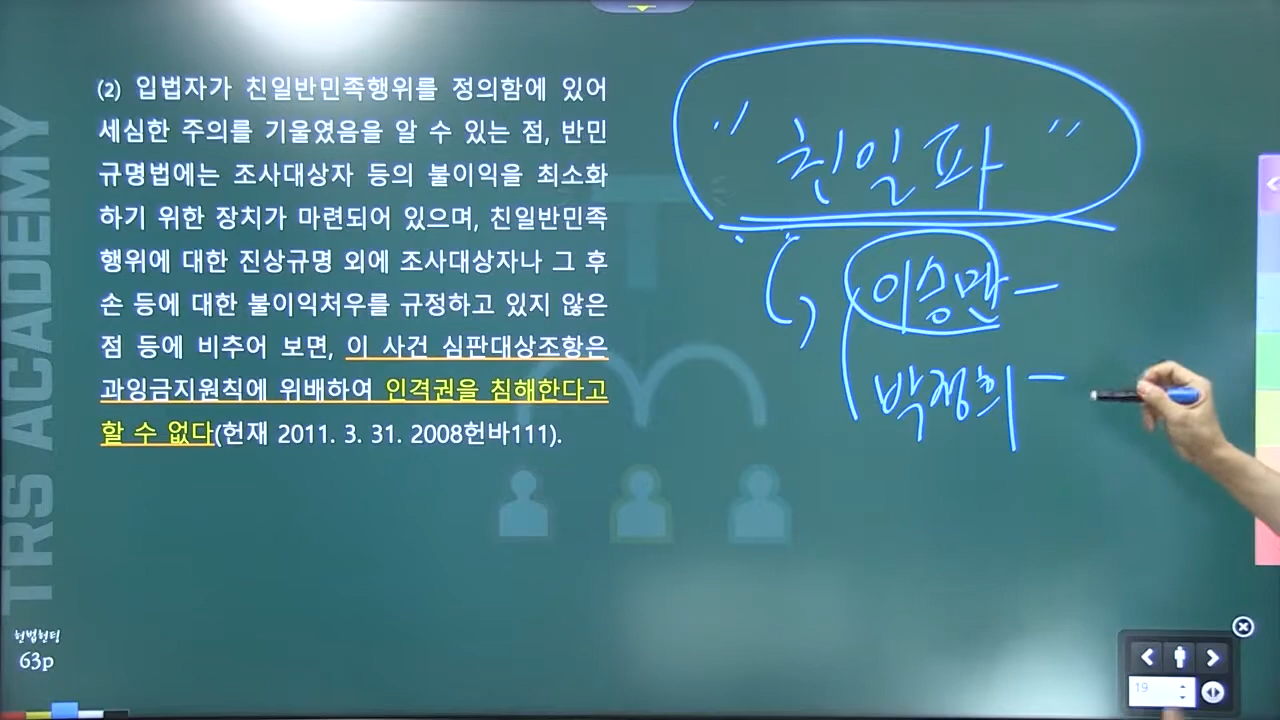 ⑵ 입법자가 친일반민족행위를 정의함에 있어
세심한 주의를 기울였음을 알 수 있는 점, 반민
규명법에는 조사대상자 등의 불이익을 최소화
하기 위한 장치가 마련되어 있으며, 친일반민족
행위에 대한 진상규명 외에 조사대상자나 그 후
손 등에 대한 불이익처우를 규정하고 있지 않은
점 등에 비추어 보면, 이 사건 심판대상조항은
과잉금지원칙에 위배하여 인격권을 침해한다고
할 수 없다(헌재 2011. 3. 31. 2008헌바111).
"친일파"
이승만 -
박정희 -
TRS ACADEMY
헌법헌팅
63p
19